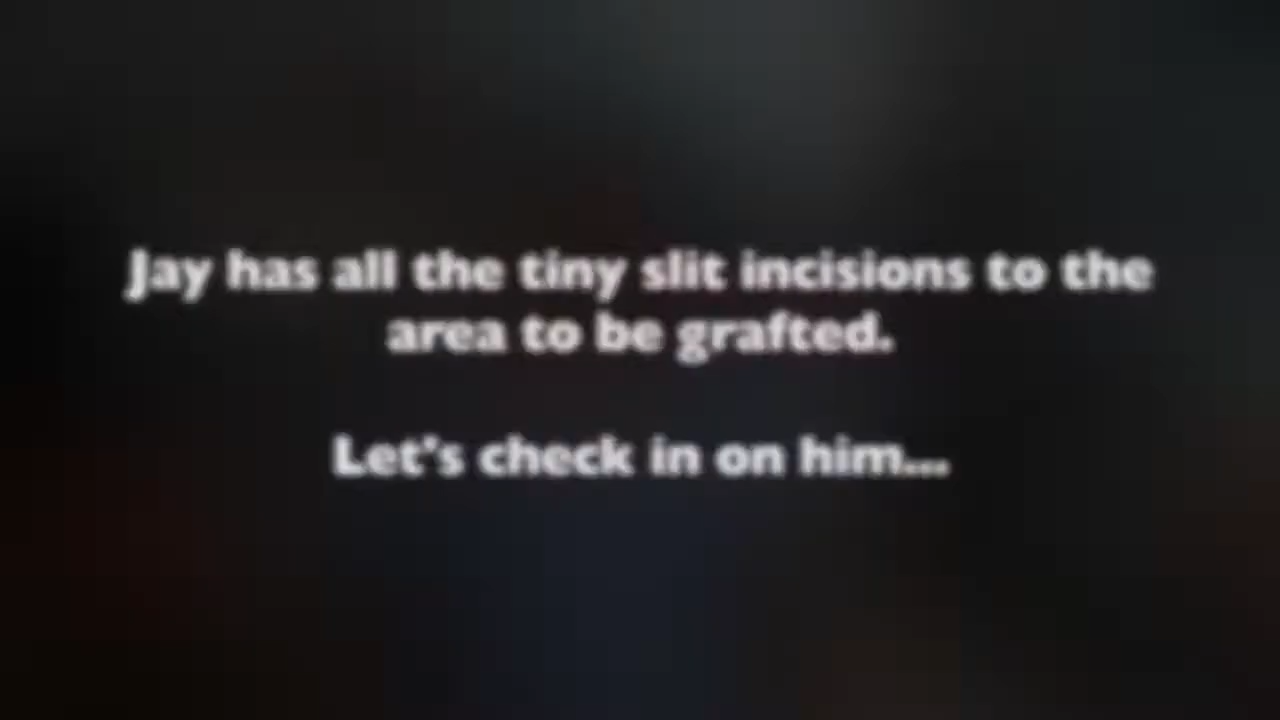 Jay has all the tiny slit incisions to the
area to be grafted.
Let's check in on him...